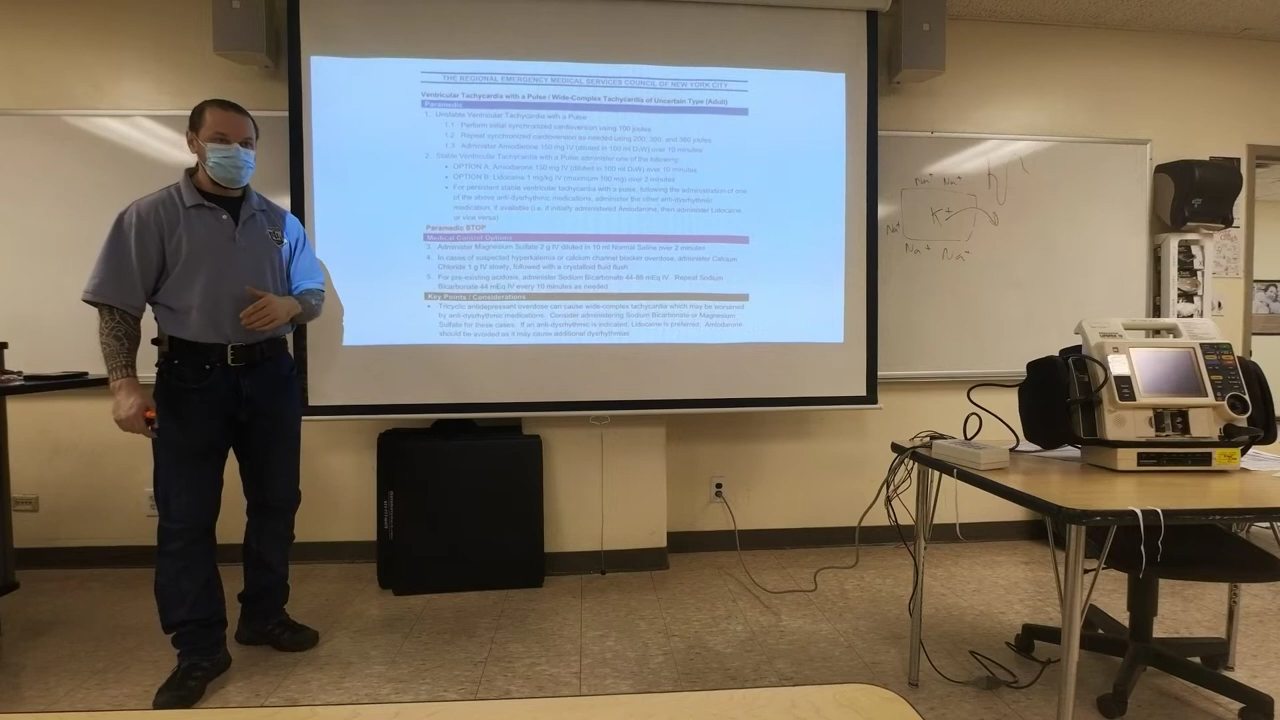 THE REGIONAL EMERGENCY MEDICAL SERVICES COUNCIL OF NEW YORK CITY
Ventricular Tachycardia with a Pulse / Wide-Complex Tachycardia of Uncertain Type (Adult)
Paramedic
1. Unstable Ventricular Tachycardia with a Pulse
1.1 Perform initial synchronized cardioversion using 100 joules
1.2 Repeat synchronized cardioversion as needed using 200, 300, and 360 joules
1.3 Administer Amiodarone 150 mg IV (diluted in 100 ml D5W) over 10 minutes
2. Stable Ventricular Tachycardia with a Pulse administer one of the following:
• OPTION A: Amiodarone 150 mg IV (diluted in 100 ml D5W) over 10 minutes
• OPTION B: Lidocaine 1 mg/kg IV (maximum 100 mg) over 2 minutes
• For persistent stable ventricular tachycardia with a pulse, following the administration of one
of the above anti-dysrhythmic medications, administer the other anti-dysrhythmic
medication, if available (i.e. if initially administered Amiodarone, then administer Lidocaine
or vice versa)
Paramedic STOP
Medical Control Options
3. Administer Magnesium Sulfate 2 g IV diluted in 10 ml Normal Saline over 2 minutes
4. In cases of suspected hyperkalemia or calcium channel blocker overdose, administer Calcium
Chloride 1 g IV slowly, followed with a crystalloid fluid flush
5. For pre-existing acidosis, administer Sodium Bicarbonate 44-88 mEq IV. Repeat Sodium
Bicarbonate 44 mEq IV every 10 minutes as needed
Key Points / Considerations
• Tricyclic antidepressant overdose can cause wide-complex tachycardia which may be worsened
by anti-dysrhythmic medications. Consider administering Sodium Bicarbonate or Magnesium
Sulfate for these cases. If an anti-dysrhythmic is indicated, Lidocaine is preferred. Amiodarone
should be avoided as it may cause additional dysrhythmias
Na+ Na+
Na+ K+
Na+ Na+